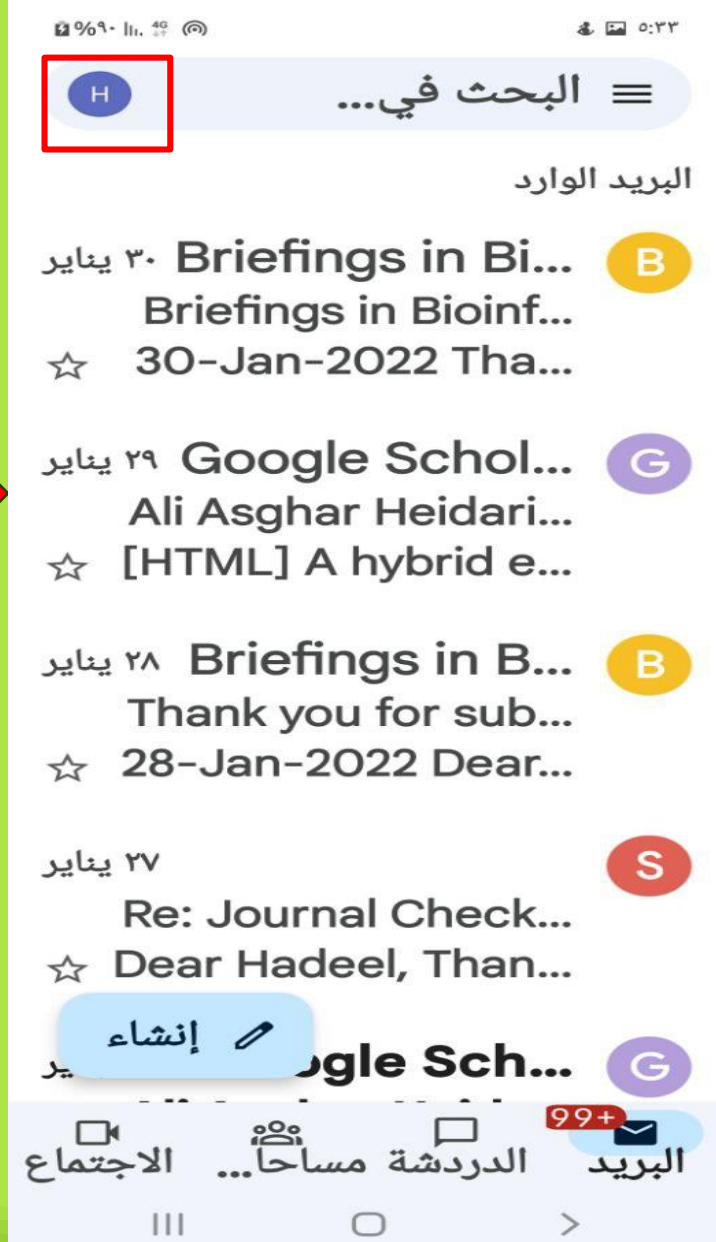 ٥:٣٣
%٩٠ 4G
البحث في...
H
البريد الوارد
B
Briefings in Bi... ٣٠ يناير
Briefings in Bioinf...
30-Jan-2022 Tha...
G
Google Schol... ٢٩ يناير
Ali Asghar Heidari...
[HTML] A hybrid e...
B
Briefings in B... ٢٨ يناير
Thank you for sub...
28-Jan-2022 Dear...
S
٢٧ يناير
Re: Journal Check...
Dear Hadeel, Than...
G
ogle Sch...
إنشاء
99+
البريد الدردشة مساحا... الاجتماع